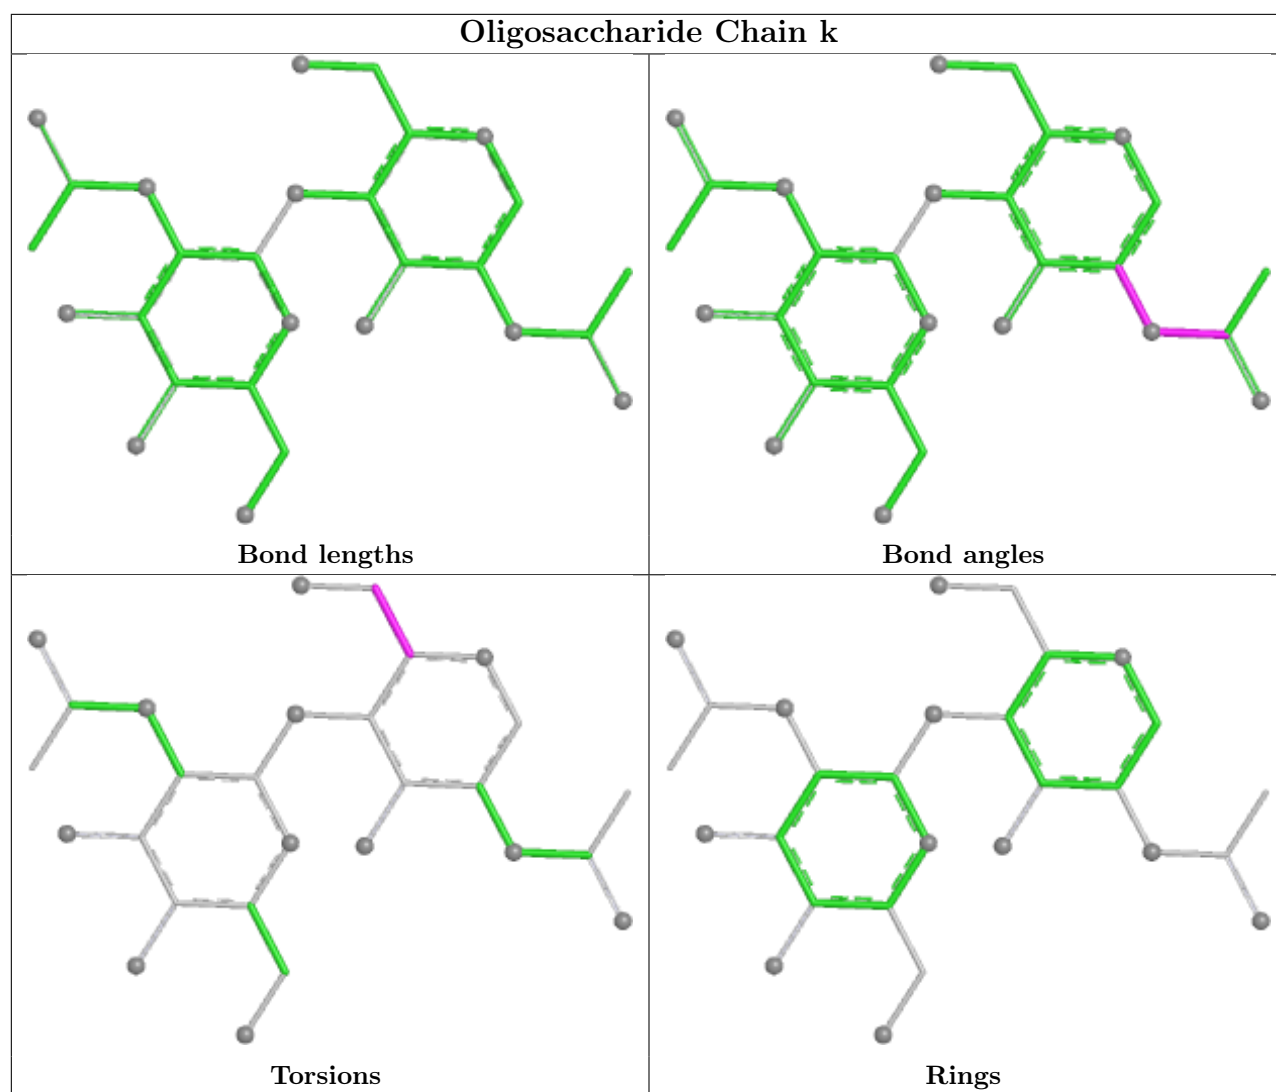 Oligosaccharide Chain k
Bond lengths
Bond angles
Torsions
Rings